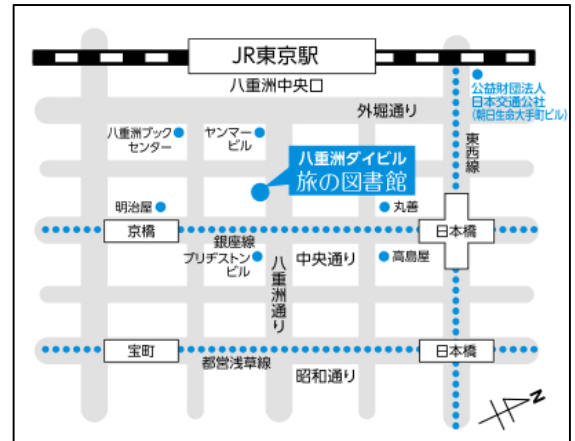 JR東京駅
八重洲中央口
公益財団法人
日本交通公社
(朝日生命大手町ビル)
外堀通り
八重洲ブック
センター
ヤンマー
ビル
東西線
八重洲ダイビル
旅の図書館
明治屋
丸善
京橋
日本橋
銀座線
ブリヂストン
ビル
中央通り
高島屋
八重洲通り
宝町
日本橋
都営浅草線
昭和通り
N